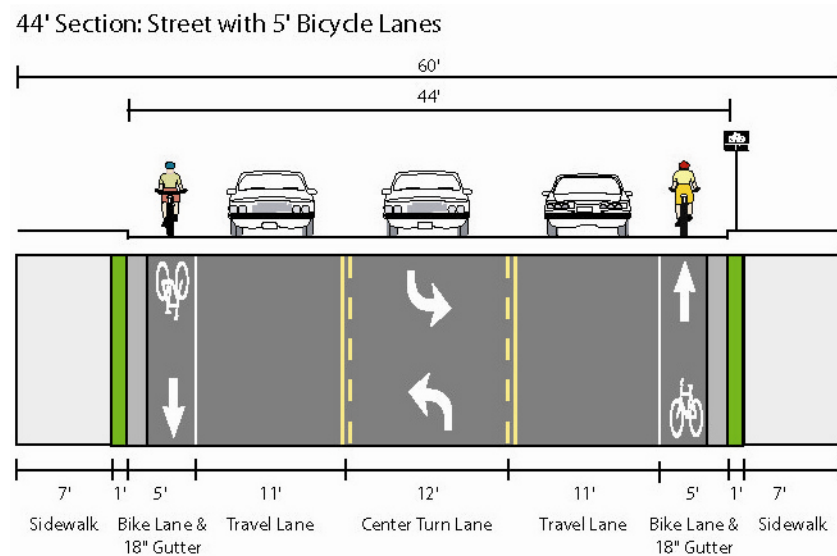 44' Section: Street with 5' Bicycle Lanes
60'
44'
7' 1' 5' 11' 12' 11' 5' 1' 7'
Sidewalk Bike Lane & Travel Lane Center Turn Lane Travel Lane Bike Lane & Sidewalk
18" Gutter 18" Gutter